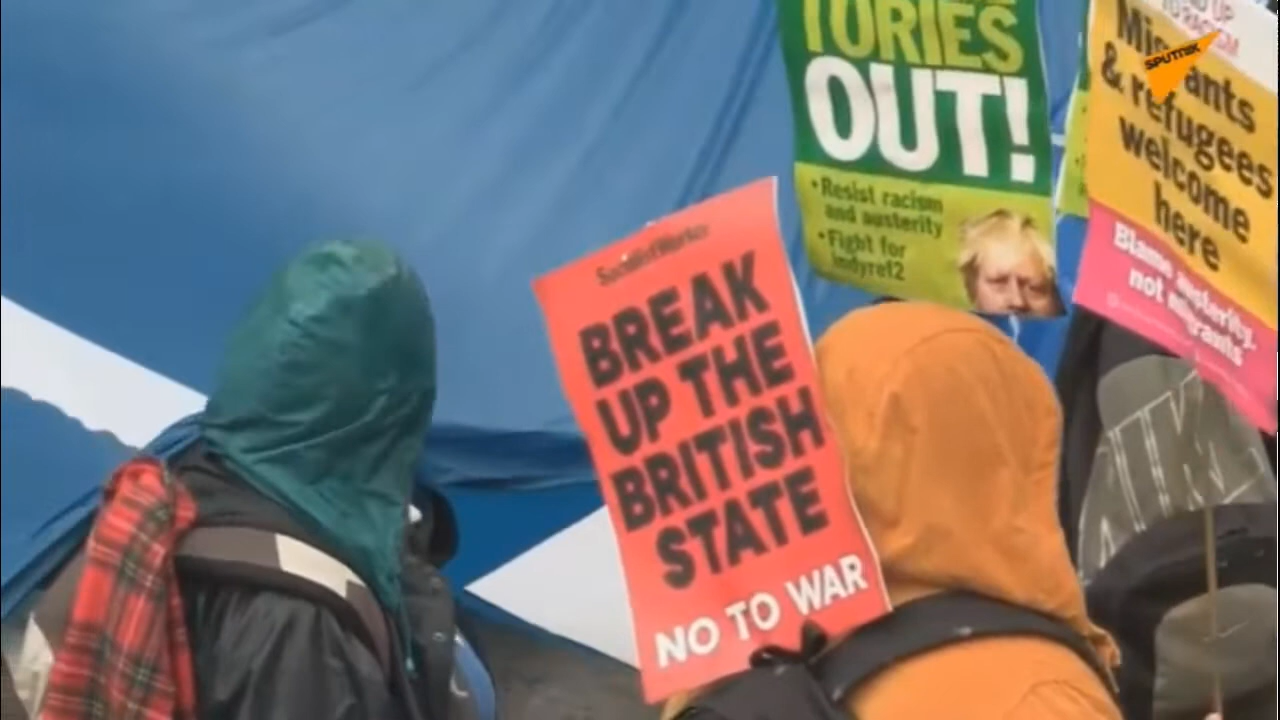 TORIES
OUT!
• Resist racism
and austerity
• Fight for
indyref2
SPUTNIK
& refugees
welcome
here
Blame austerity,
not migrants
Socialist Worker
BREAK
UP THE
BRITISH
STATE
NO TO WAR